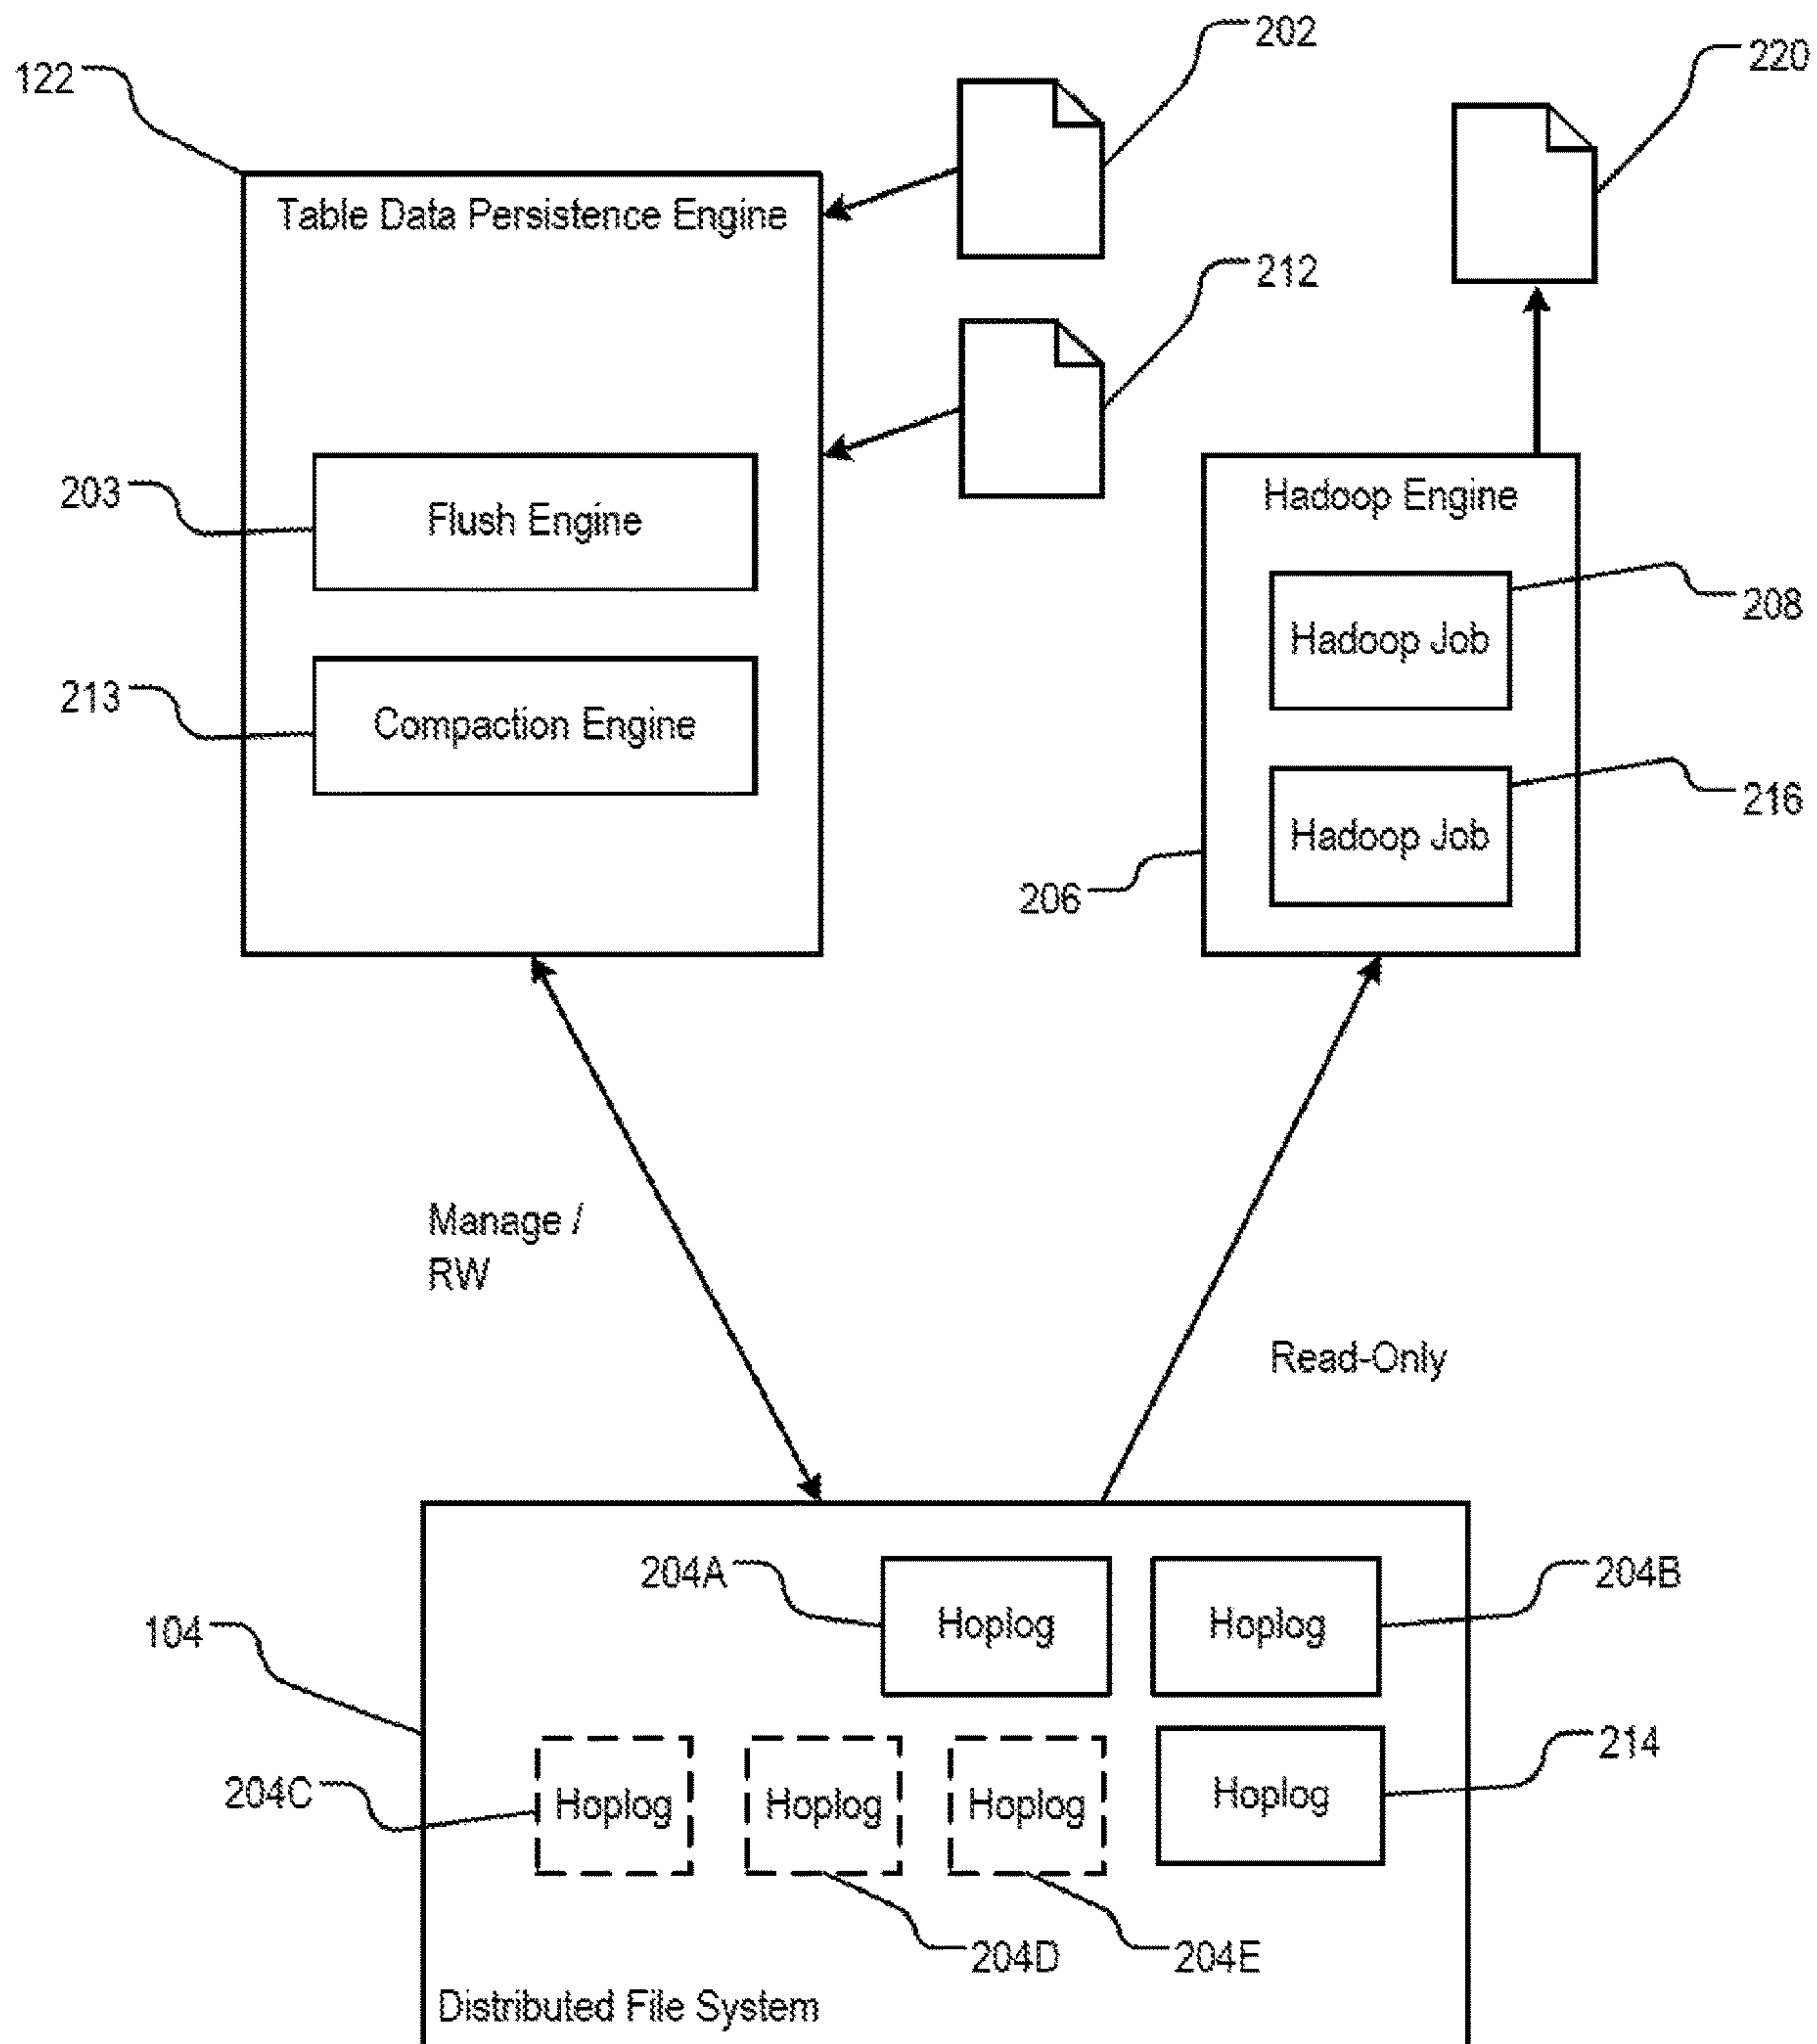 202
220
122
Table Data Persistence Engine
212
203
Flush Engine
Hadoop Engine
208
Hadoop Job
213
Compaction Engine
216
Hadoop Job
206
Manage /
RW
Read-Only
204A
Hoplog
Hoplog
204B
104
214
Hoplog
204C
Hoplog
Hoplog
Hoplog
204D
204E
Distributed File System